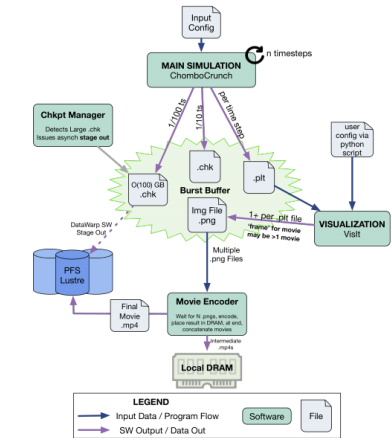 Input
Config
n timesteps
MAIN SIMULATION
ChomboCrunch
Chkpt Manager
Detects Large .chk
Issues asynch stage out
1/100 ts
1/10 ts
per time step
user
config via
python
script
.chk
.plt
O(100) GB
.chk
Burst Buffer
Img File
.png
1+ per .plt file
'frame' for movie
may be >1 movie
VISUALIZATION
VisIt
DataWarp SW
Stage Out
Multiple
.png Files
PFS
Lustre
Final
Movie
.mp4
Movie Encoder
Wait for N .pngs, encode,
place result in DRAM, at end,
concatenate movies
Intermediate
.mp4s
Local DRAM
LEGEND
Input Data / Program Flow
Software
File
SW Output / Data Out